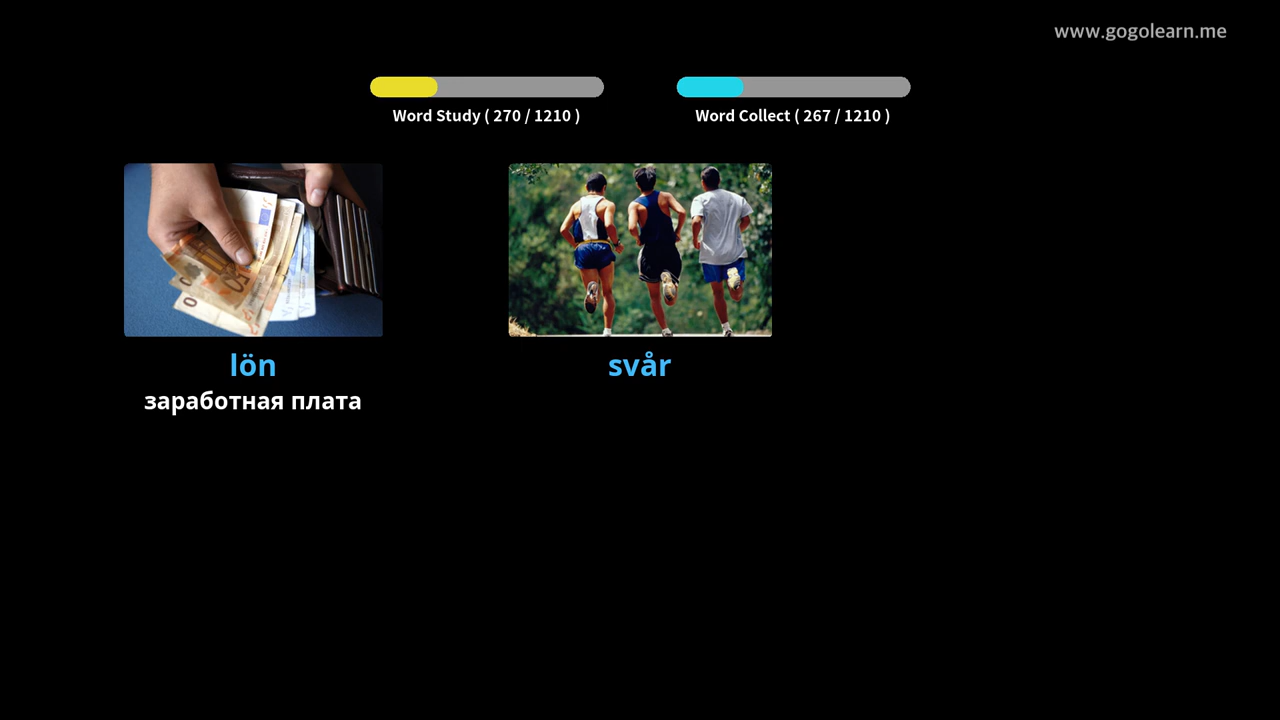 www.gogolearn.me
Word Study ( 270 / 1210 )
Word Collect ( 267 / 1210 )
lön
svår
заработная плата